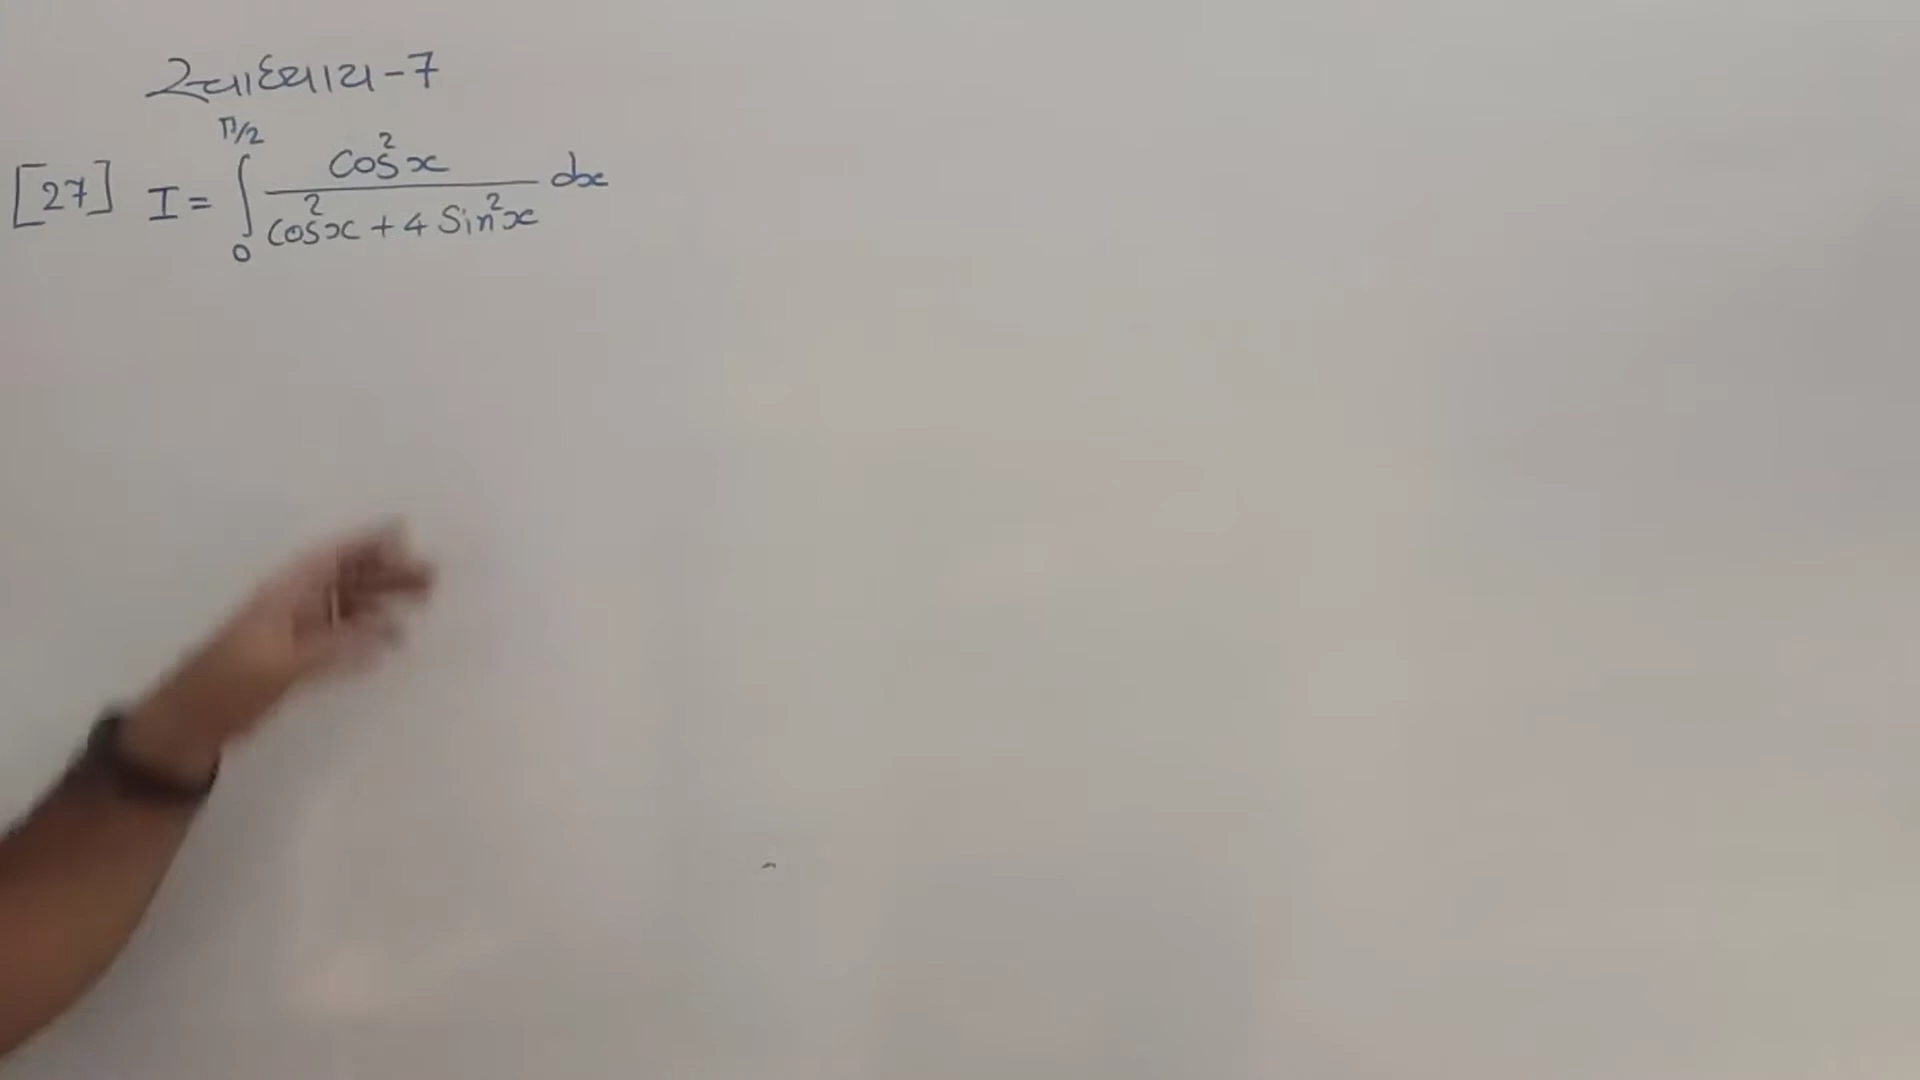 સ્વાધ્યાય-7
[27] I = ∫₀^{π/2} cos²x / (cos²x + 4 Sin²x) dx